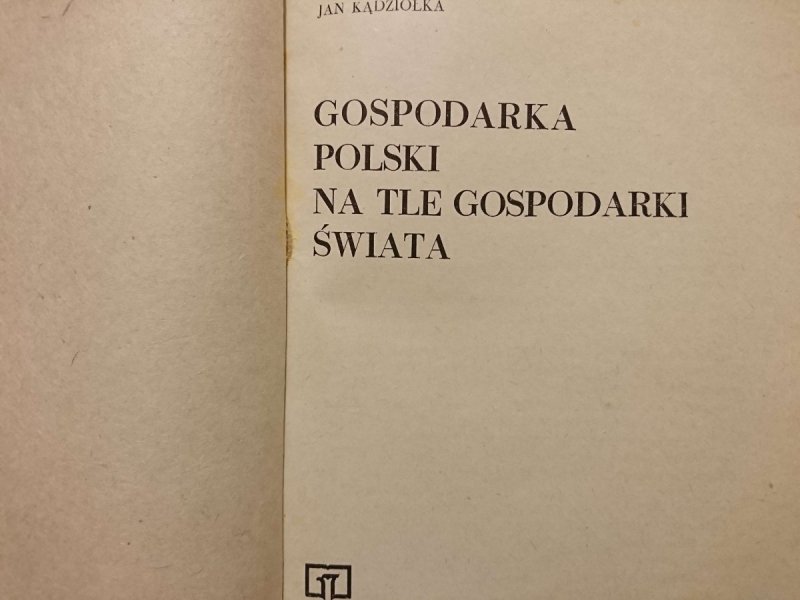 JAN KĄDZIOŁKA
GOSPODARKA
POLSKI
NA TLE GOSPODARKI
ŚWIATA